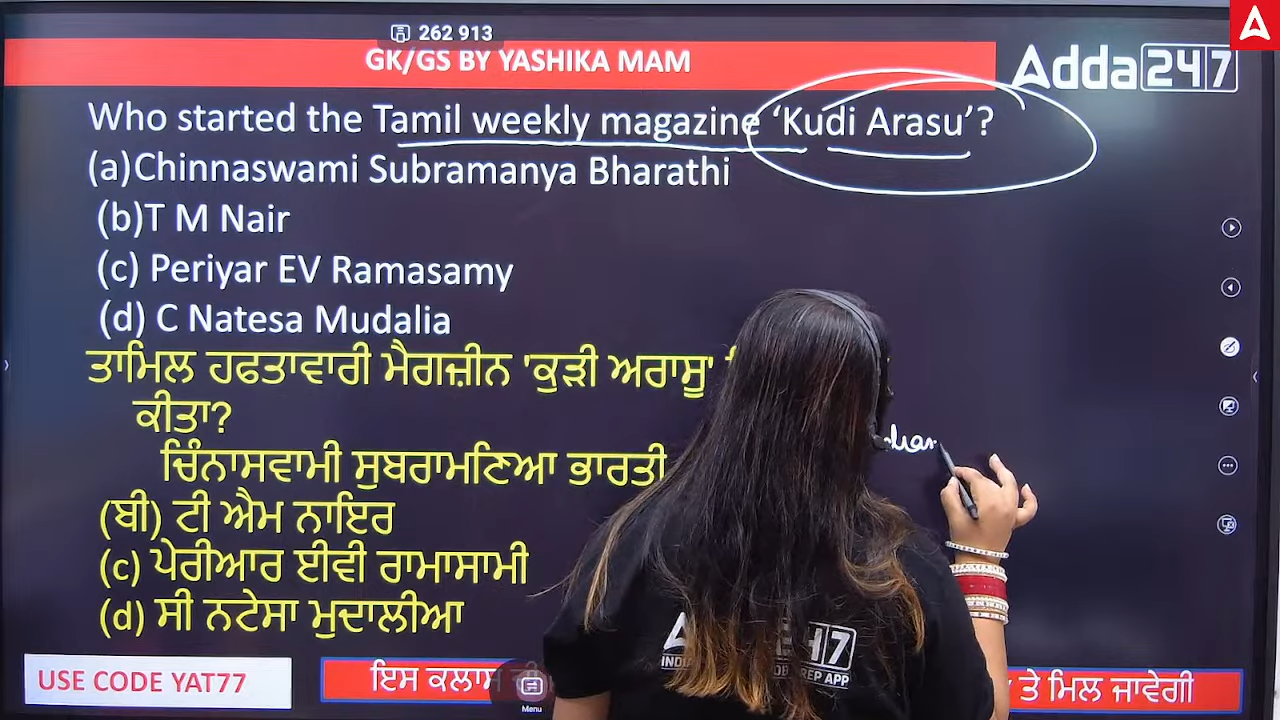 262 913
GK/GS BY YASHIKA MAM
Adda247
Who started the Tamil weekly magazine ‘Kudi Arasu’?
(a)Chinnaswami Subramanya Bharathi
(b)T M Nair
(c) Periyar EV Ramasamy
(d) C Natesa Mudalia
ਤਾਮਿਲ ਹਫਤਾਵਾਰੀ ਮੈਗਜ਼ੀਨ 'ਕੁੜੀ ਅਰਾਸੂ'
ਕੀਤਾ?
ਚਿੰਨਾਸਵਾਮੀ ਸੁਬਰਾਮਣਿਆ ਭਾਰਤੀ
(ਬੀ) ਟੀ ਐਮ ਨਾਇਰ
(c) ਪੇਰੀਆਰ ਈਵੀ ਰਾਮਾਸਾਮੀ
(d) ਸੀ ਨਟੇਸਾ ਮੁਦਾਲੀਆ
247
USE CODE YAT77
ਇਸ ਕਲਾਸ
ਤੇ ਮਿਲ ਜਾਵੇਗੀ
Menu